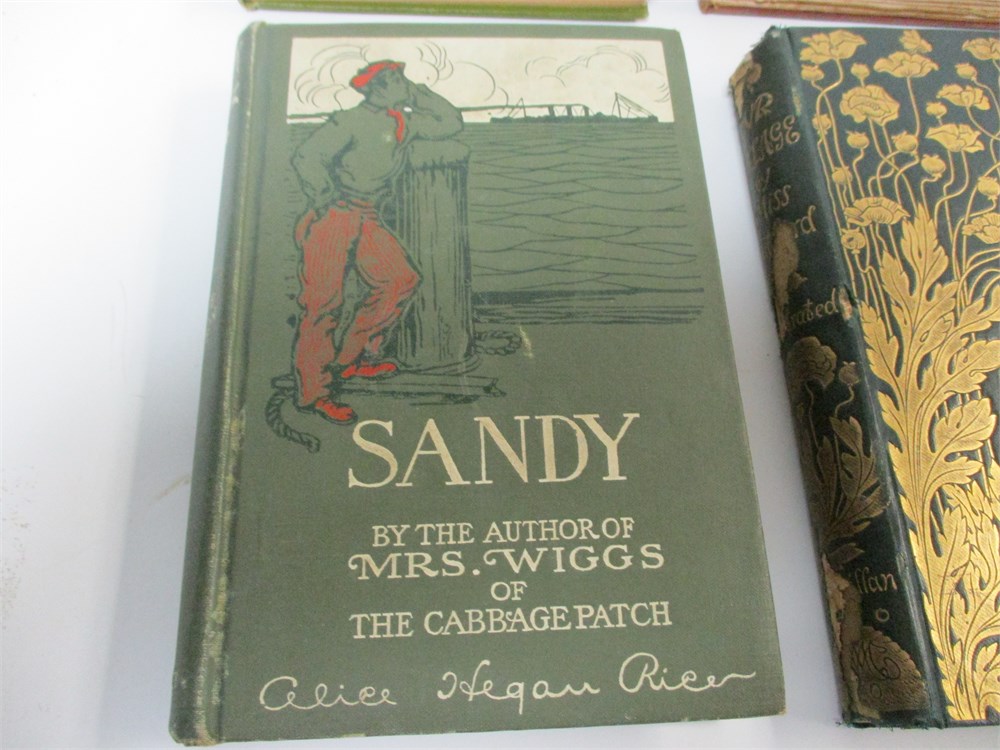 SANDY
BY THE AUTHOR OF
MRS. WIGGS
OF
THE CABBAGE PATCH
Alice Hegan Rice